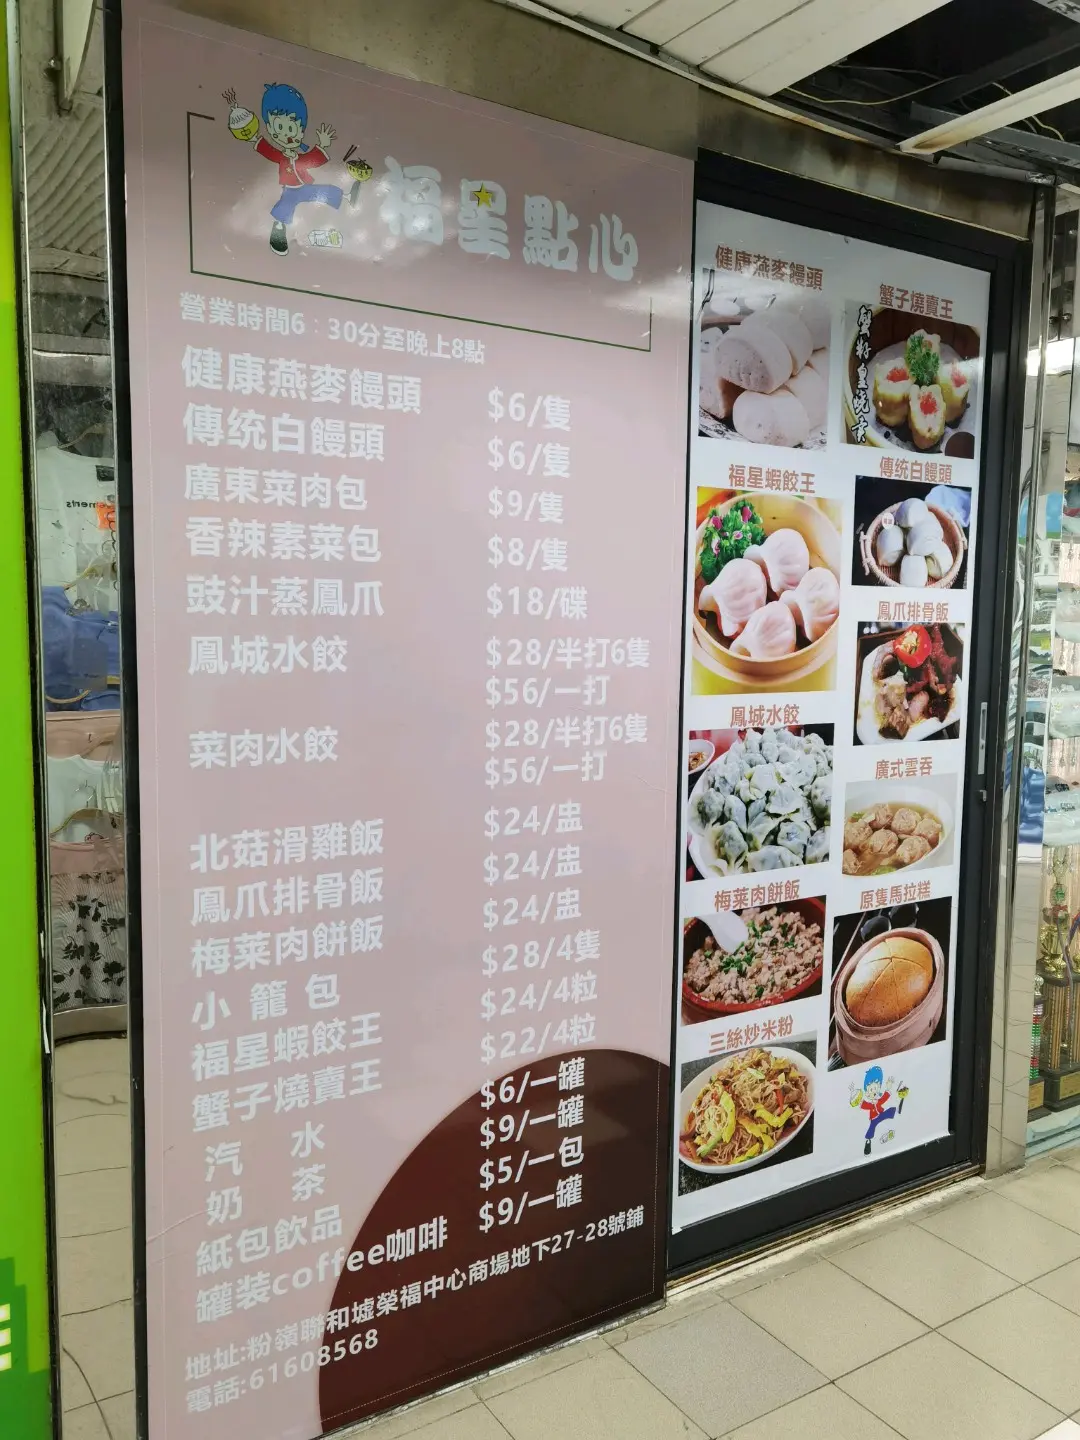 福星點心
營業時間6：30分至晚上8點
健康燕麥饅頭 $6/隻
傳统白饅頭 $6/隻
廣東菜肉包 $9/隻
香辣素菜包 $8/隻
豉汁蒸鳳爪 $18/碟
鳳城水餃 $28/半打6隻
$56/一打
菜肉水餃 $28/半打6隻
$56/一打
北菇滑雞飯 $24/盅
鳳爪排骨飯 $24/盅
梅菜肉餅飯 $24/盅
小籠包 $28/4隻
福星蝦餃王 $24/4粒
蟹子燒賣王 $22/4粒
汽水 $6/一罐
奶茶 $9/一罐
紙包飲品 $5/一包
罐装coffee咖啡 $9/一罐
地址:粉嶺聯和墟榮福中心商場地下27-28號鋪
電話:61608568
健康燕麥饅頭
蟹子燒賣王
蟹籽皇燒賣
福星蝦餃王
傳统白饅頭
鳳爪排骨飯
鳳城水餃
廣式雲吞
梅菜肉餅飯
原隻馬拉糕
三絲炒米粉